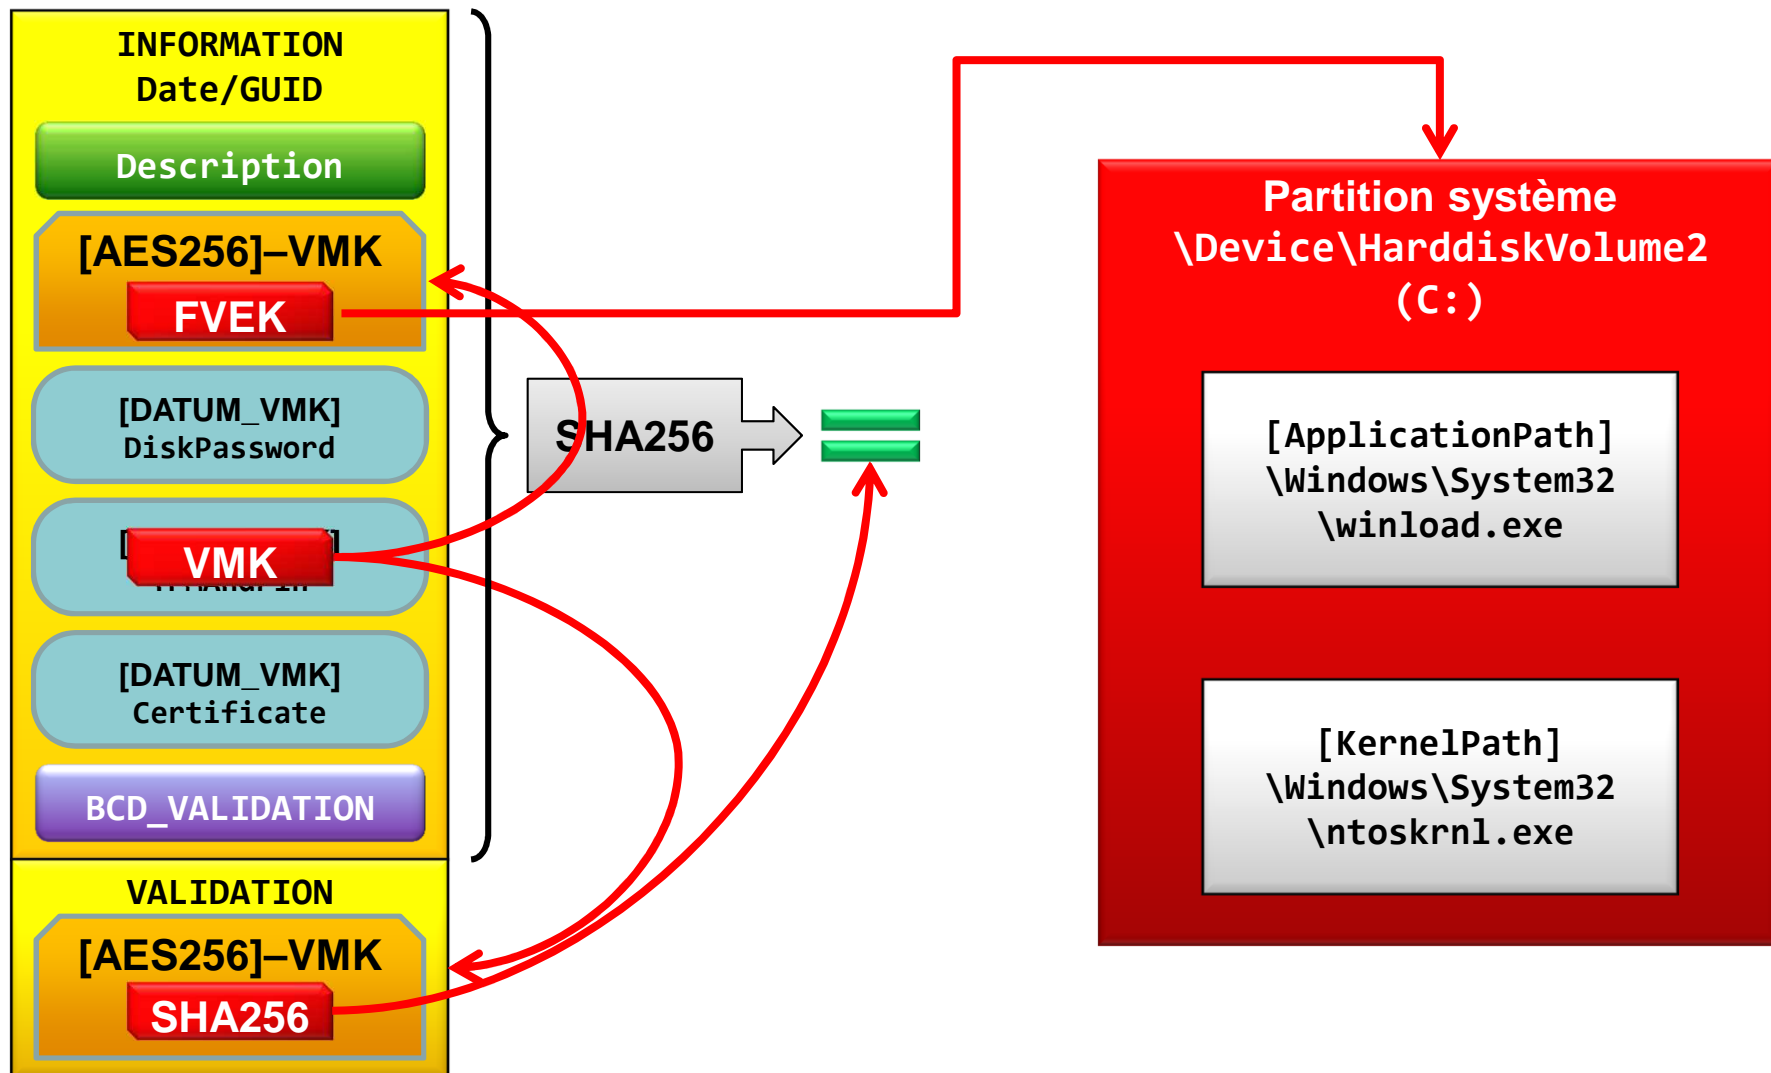 INFORMATION
Date/GUID
Description
[AES256]–VMK
FVEK
[DATUM_VMK]
DiskPassword
VMK
[DATUM_VMK]
Certificate
BCD_VALIDATION
VALIDATION
[AES256]–VMK
SHA256
SHA256
Partition système
\Device\HarddiskVolume2
(C:)
[ApplicationPath]
\Windows\System32
\winload.exe
[KernelPath]
\Windows\System32
\ntoskrnl.exe